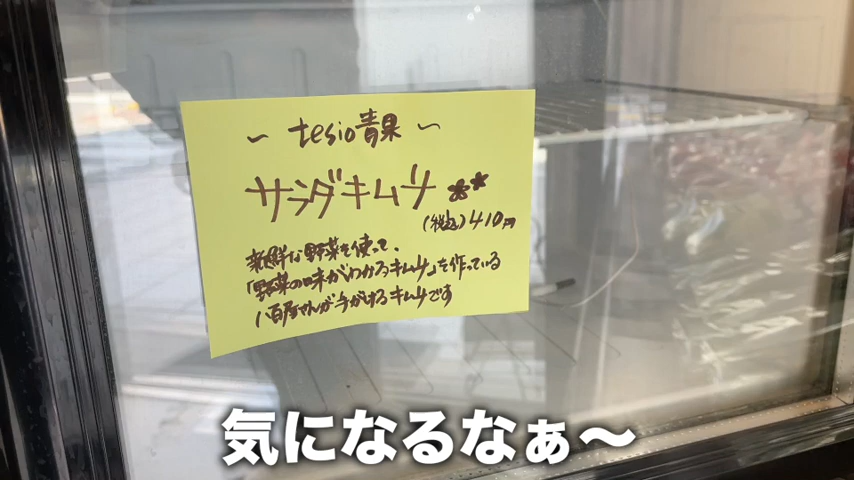 ~ tesio青果 ~
サラダキムチ
(税込)410円
新鮮な野菜を使って、
「野菜の味がわかるキムチ」を作っている
八百屋さんが手がけるキムチです
気になるなぁ〜